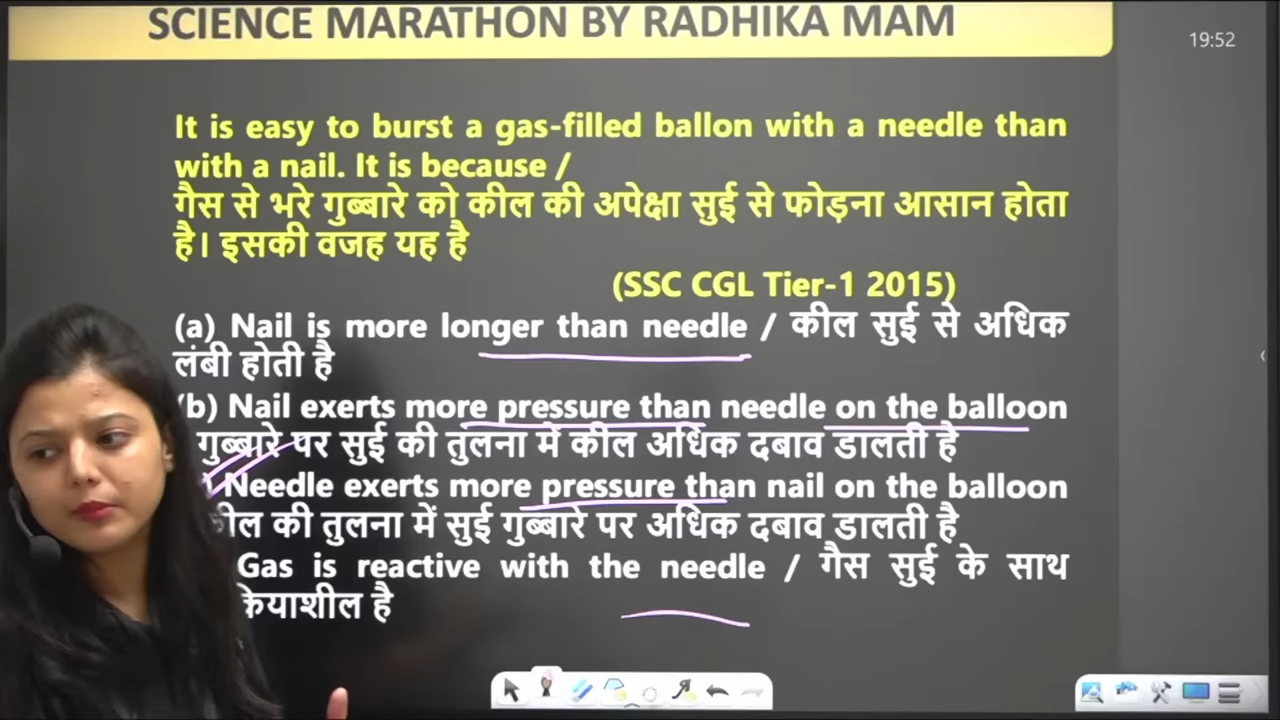 SCIENCE MARATHON BY RADHIKA MAM
19:52
It is easy to burst a gas-filled ballon with a needle than
with a nail. It is because /
गैस से भरे गुब्बारे को कील की अपेक्षा सुई से फोड़ना आसान होता
है। इसकी वजह यह है
(SSC CGL Tier-1 2015)
(a) Nail is more longer than needle / कील सुई से अधिक
लंबी होती है
(b) Nail exerts more pressure than needle on the balloon
गुब्बारे पर सुई की तुलना में कील अधिक दबाव डालती है
Needle exerts more pressure than nail on the balloon
की तुलना में सुई गुब्बारे पर अधिक दबाव डालती है
Gas is reactive with the needle / गैस सुई के साथ
है